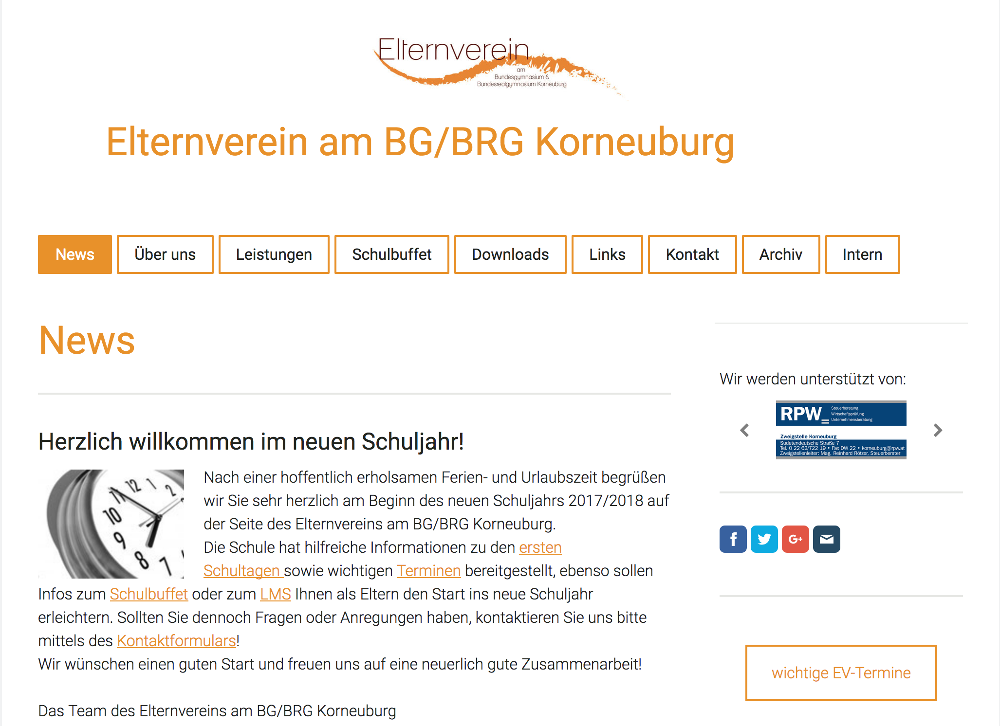 Elternverein
am
Bundesgymnasium &
Bundesrealgymnasium Korneuburg
Elternverein am BG/BRG Korneuburg
News Über uns Leistungen Schulbuffet Downloads Links Kontakt Archiv Intern
News
Herzlich willkommen im neuen Schuljahr!
12 1 2
11
10
9
8 7
Nach einer hoffentlich erholsamen Ferien- und Urlaubszeit begrüßen
wir Sie sehr herzlich am Beginn des neuen Schuljahrs 2017/2018 auf
der Seite des Elternvereins am BG/BRG Korneuburg.
Die Schule hat hilfreiche Informationen zu den ersten
Schultagen sowie wichtigen Terminen bereitgestellt, ebenso sollen
Infos zum Schulbuffet oder zum LMS Ihnen als Eltern den Start ins neue Schuljahr
erleichtern. Sollten Sie dennoch Fragen oder Anregungen haben, kontaktieren Sie uns bitte
mittels des Kontaktformulars!
Wir wünschen einen guten Start und freuen uns auf eine neuerlich gute Zusammenarbeit!
Das Team des Elternvereins am BG/BRG Korneuburg
Wir werden unterstützt von:
RPW
Steuerberatung
Wirtschaftsprüfung
Unternehmensberatung
Zweigstelle Korneuburg
Sudetendeutsche Straße 7
Tel. 0 22 62/722 19 • Fax DW 22 • korneuburg@rpw.at
Zweigstellenleiter: Mag. Reinhard Rötzer, Steuerberater
f G+
wichtige EV-Termine